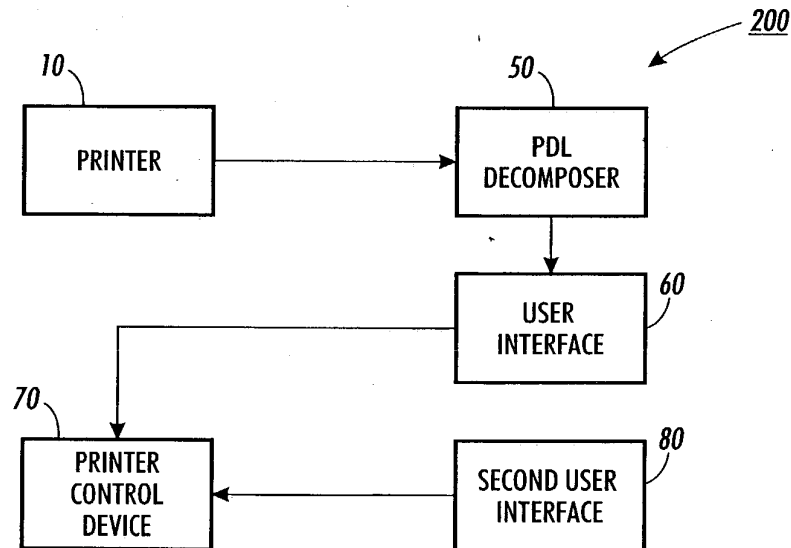 200
10
50
PRINTER
PDL
DECOMPOSER
60
USER
INTERFACE
70
80
PRINTER
CONTROL
DEVICE
SECOND USER
INTERFACE